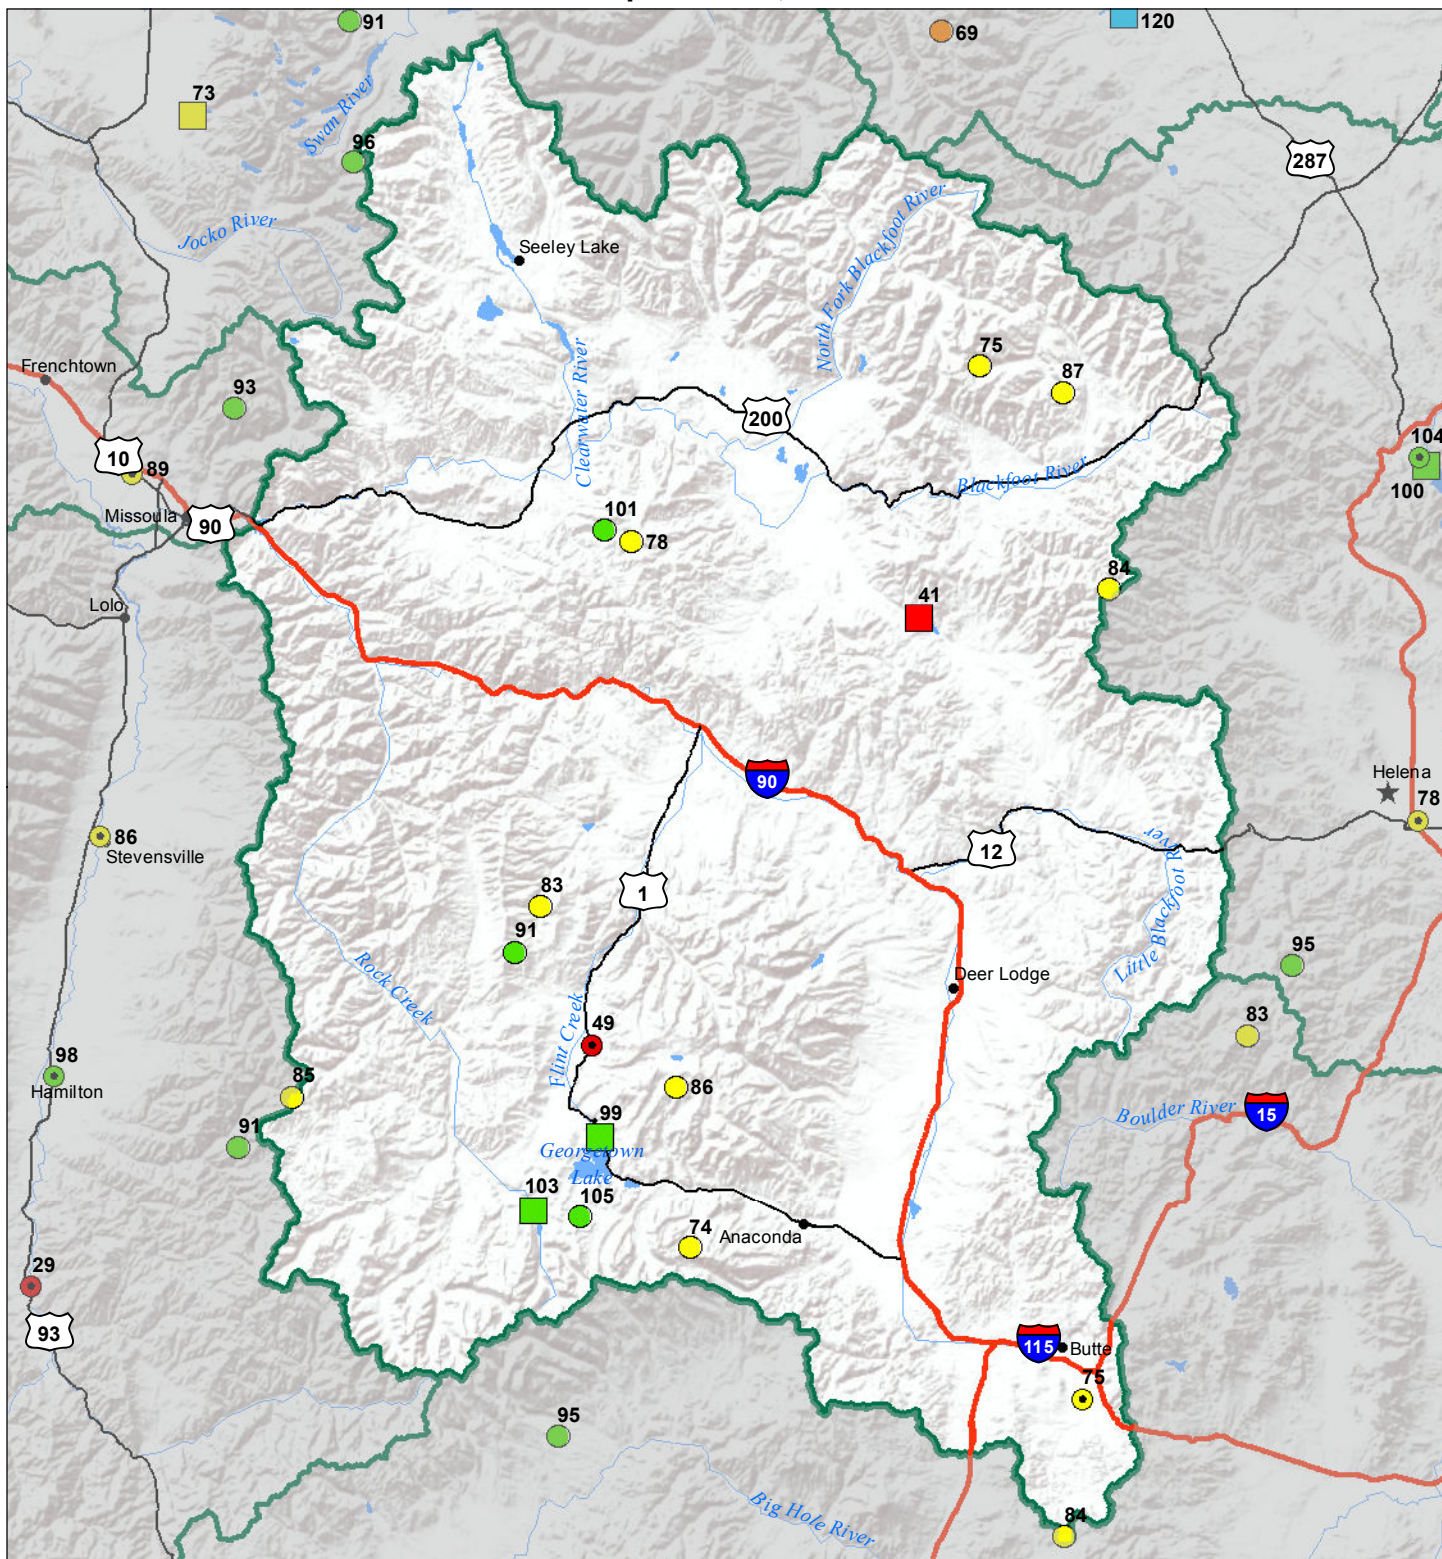 91
69
120
73
Swan River
96
287
Jocko River
North Fork Blackfoot River
Seeley Lake
Frenchtown
93
Clearwater River
75
87
200
10
89
104
100
Missoula
90
Blackfoot River
101
78
84
41
Lolo
90
Helena
78
86
Stevensville
12
Little Blackfoot River
1
83
91
Rock Creek
Deer Lodge
95
83
Flint Creek
49
98
Hamilton
85
86
91
99
Georgetown
Lake
Boulder River
15
103
105
74
Anaconda
29
93
115
Butte
75
95
Big Hole River
84